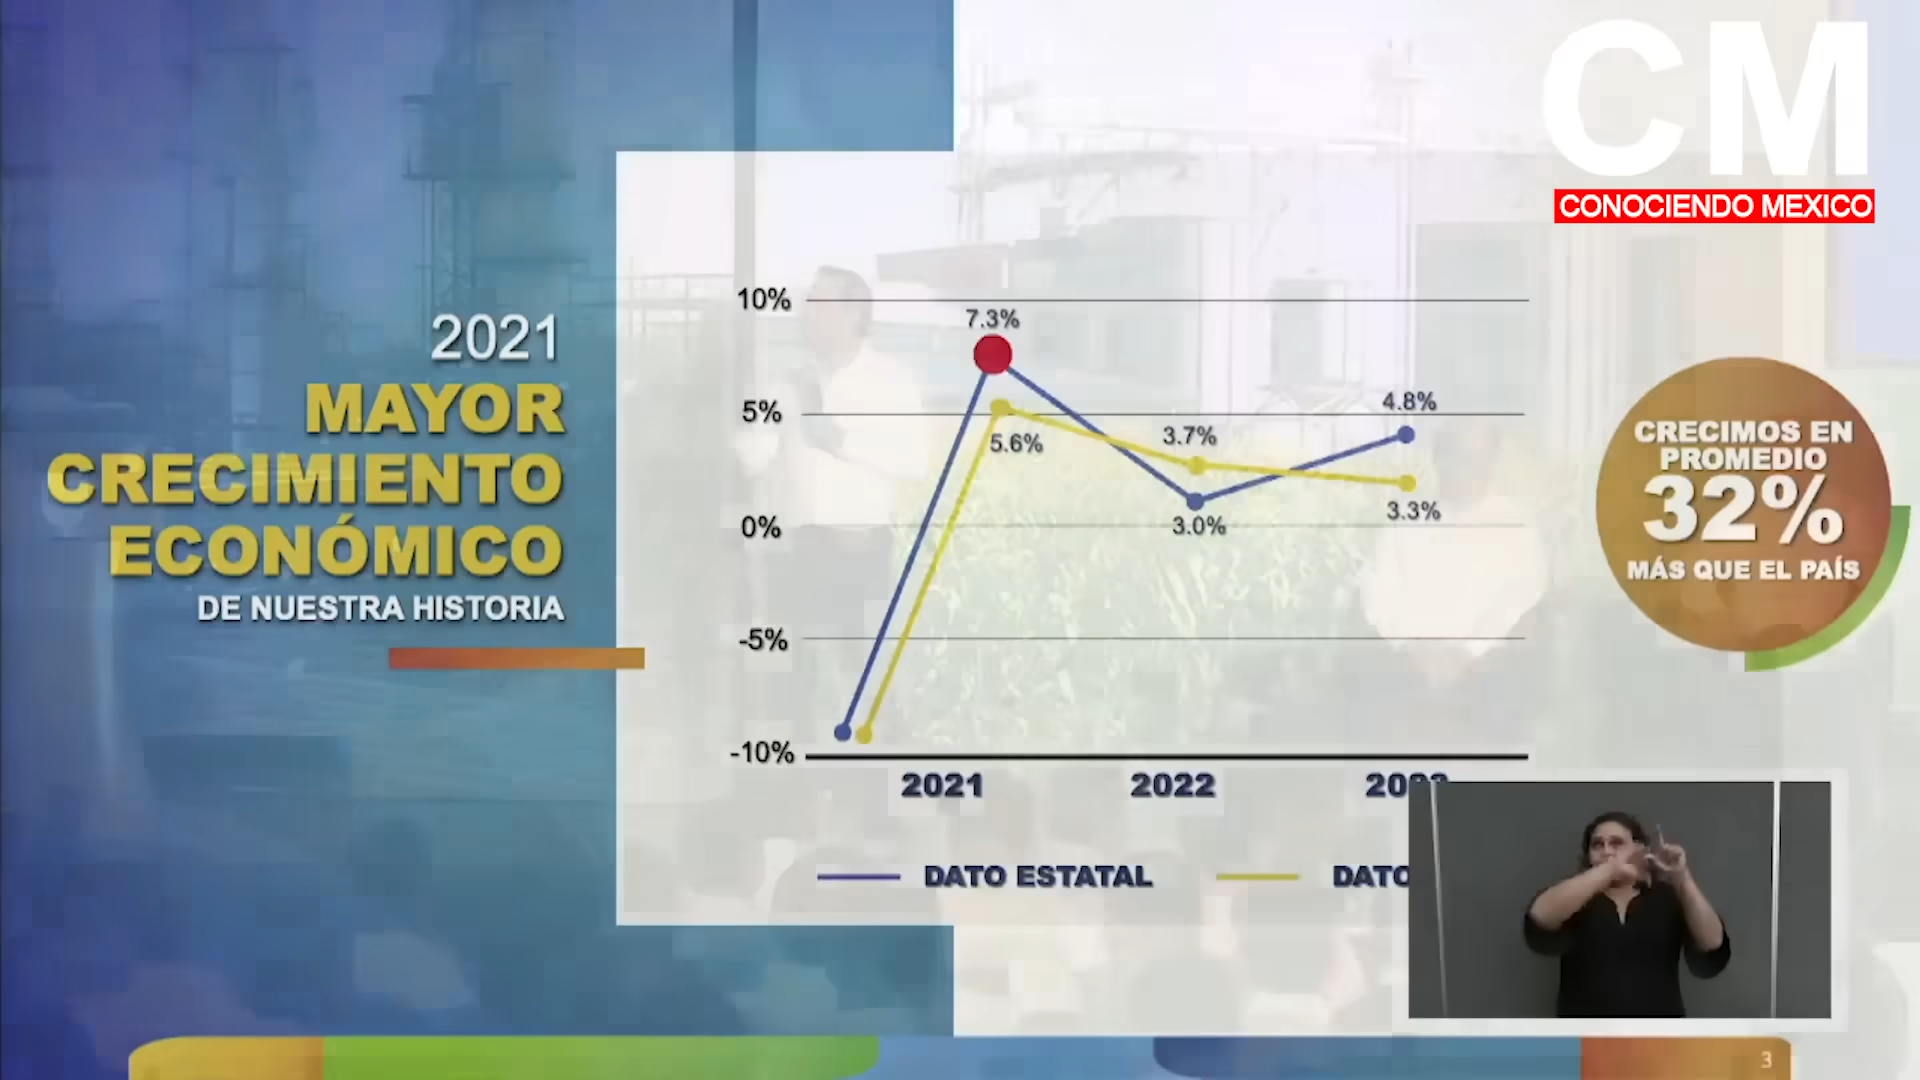 CM
CONOCIENDO MEXICO
2021
MAYOR
CRECIMIENTO
ECONÓMICO
DE NUESTRA HISTORIA
10%
5%
0%
-5%
-10%
7.3%
5.6%
3.7%
3.0%
4.8%
3.3%
2021
2022
DATO ESTATAL
CRECIMOS EN
PROMEDIO
32%
MÁS QUE EL PAÍS
3